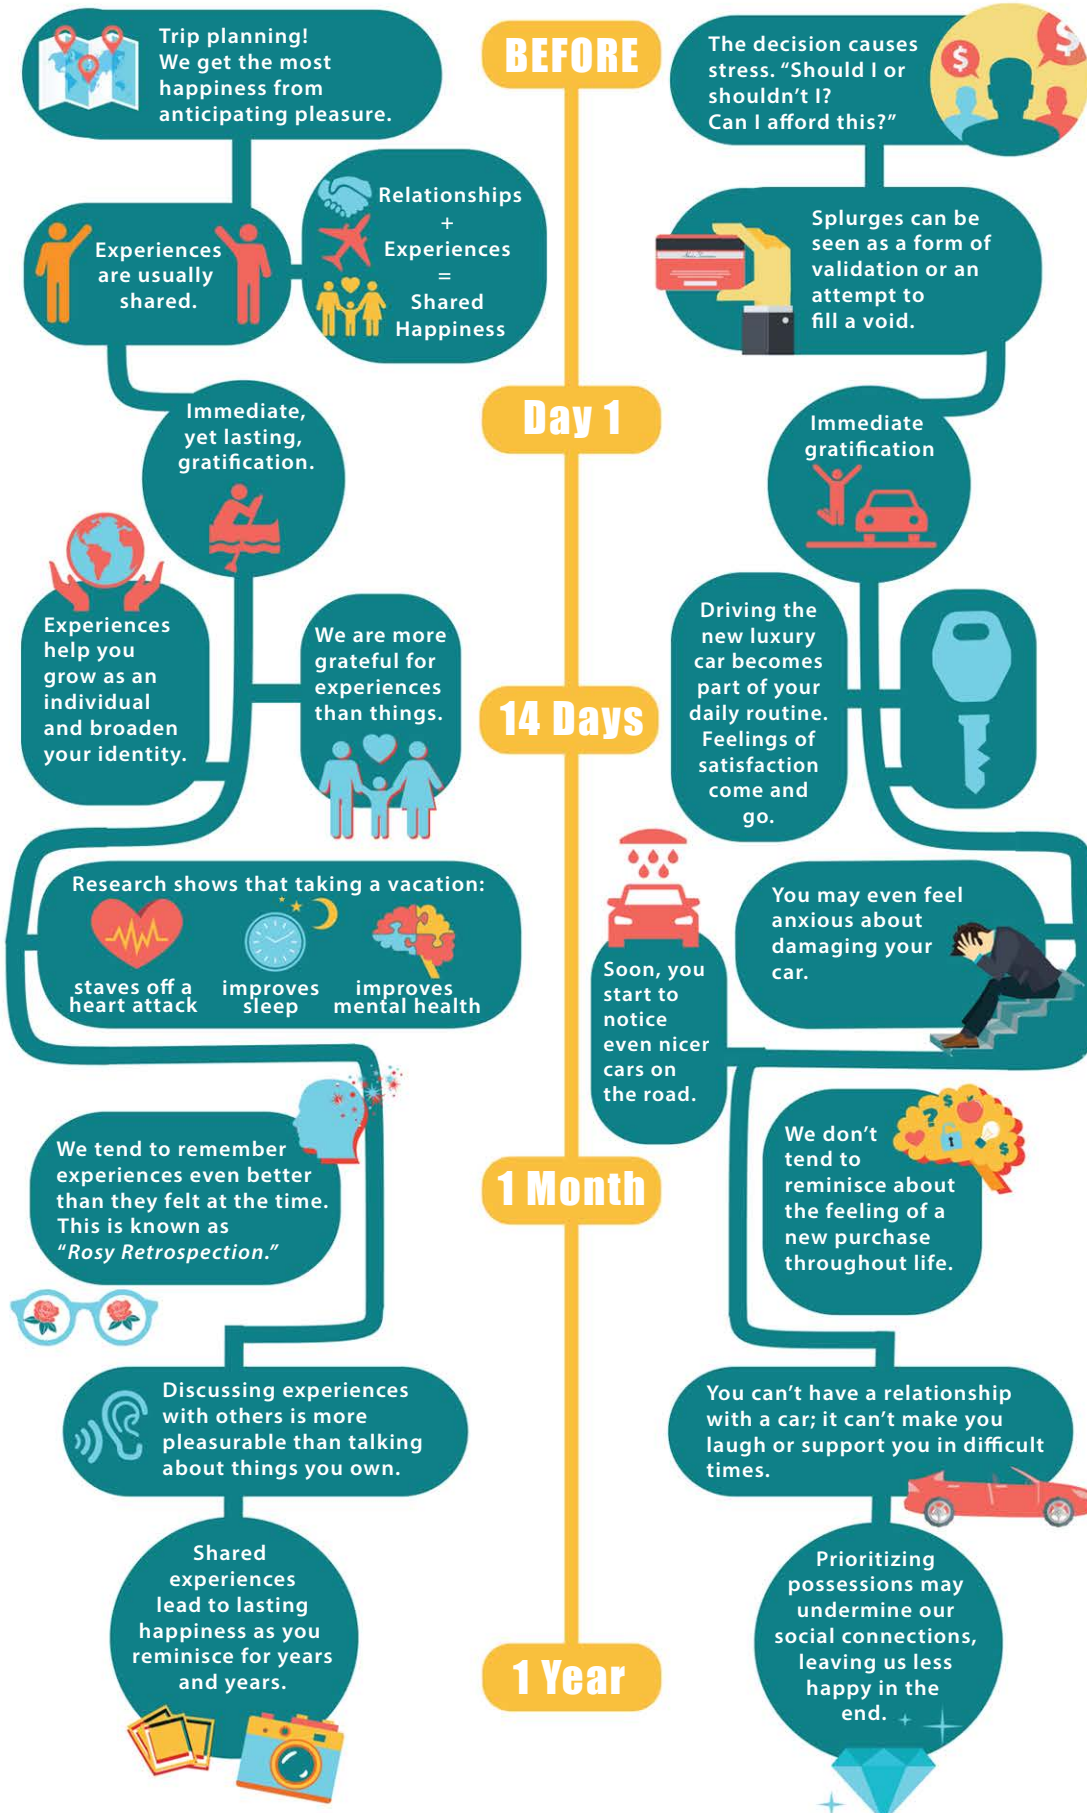 Trip planning!
We get the most
happiness from
anticipating pleasure.
BEFORE
The decision causes
stress. “Should I or
shouldn’t I?
Can I afford this?”
$
$
Experiences
are usually
shared.
Relationships
+
Experiences
=
Shared
Happiness
Splurges can be
seen as a form of
validation or an
attempt to
fill a void.
Day 1
Immediate,
yet lasting,
gratification.
Immediate
gratification
Experiences
help you
grow as an
individual
and broaden
your identity.
We are more
grateful for
experiences
than things.
14 Days
Driving the
new luxury
car becomes
part of your
daily routine.
Feelings of
satisfaction
come and
go.
Research shows that taking a vacation:
staves off a
heart attack
improves
sleep
improves
mental health
Soon, you
start to
notice
even nicer
cars on
the road.
You may even feel
anxious about
damaging your
car.
We tend to remember
experiences even better
than they felt at the time.
This is known as
“Rosy Retrospection.”
1 Month
We don’t
tend to
reminisce about
the feeling of a
new purchase
throughout life.
?
$
$
Discussing experiences
with others is more
pleasurable than talking
about things you own.
You can’t have a relationship
with a car; it can’t make you
laugh or support you in difficult
times.
Shared
experiences
lead to lasting
happiness as you
reminisce for years
and years.
1 Year
Prioritizing
possessions may
undermine our
social connections,
leaving us less
happy in the
end.